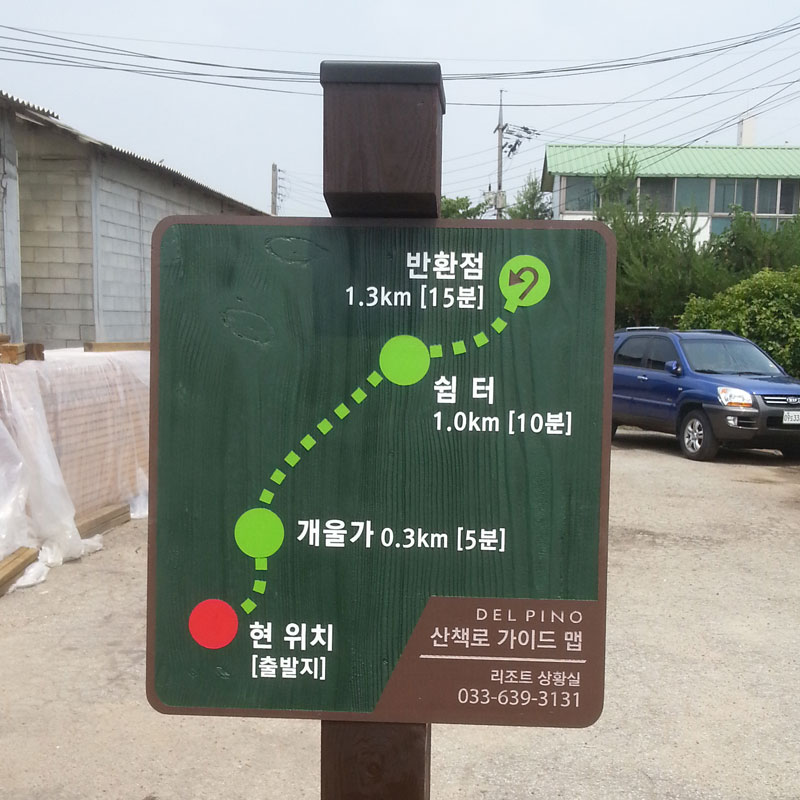 반환점
1.3km [15분]
쉼 터
1.0km [10분]
개울가 0.3km [5분]
현 위치
[출발지]
DEL PINO
산책로 가이드 맵
리조트 상황실
033-639-3131